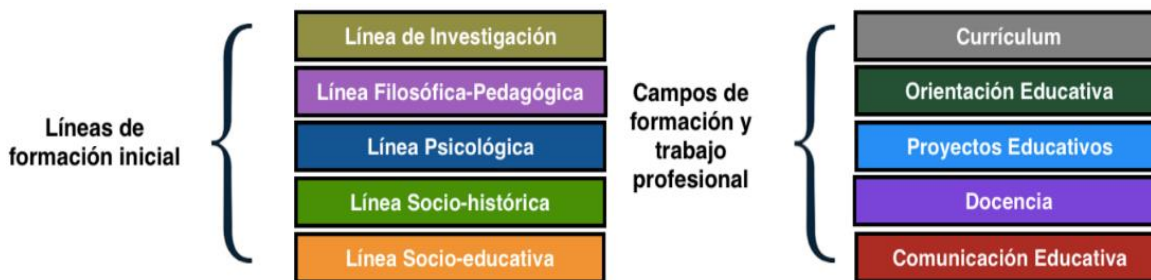 Líneas de
formación inicial
Línea de Investigación
Línea Filosófica-Pedagógica
Línea Psicológica
Línea Socio-histórica
Línea Socio-educativa
Campos de
formación y
trabajo
profesional
Currículum
Orientación Educativa
Proyectos Educativos
Docencia
Comunicación Educativa